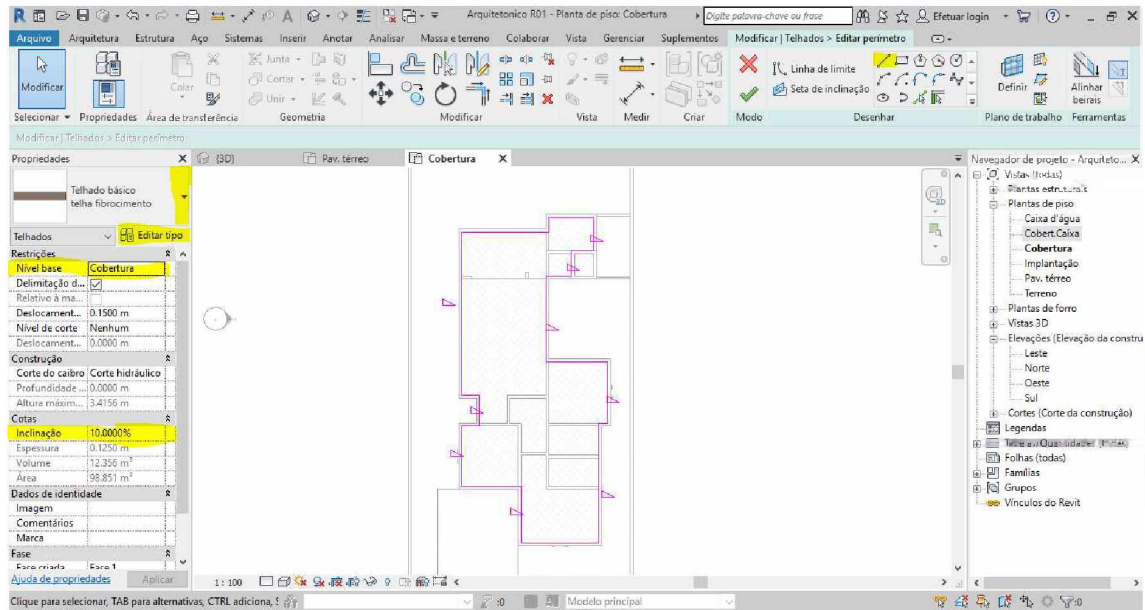 Arquitetonico R01 - Planta de piso: Cobertura
Digite palavra-chave ou frase
Efetuar login
Arquivo Arquitetura Estrutura Aço Sistemas Inserir Anotar Analisar Massa e terreno Colaborar Vista Gerenciar Suplementos Modificar | Telhados > Editar perímetro
Modificar
Colar
Junta
Cortar
Unir
Linha de limite
Seta de inclinação
Definir
Alinhar beirais
Selecionar Propriedades Área de transferência Geometria Modificar Vista Medir Criar Modo Desenhar Plano de trabalho Ferramentas
Modificar | Telhados > Editar perímetro
Propriedades
(3D) Pav. térreo Cobertura
Navegador de projeto - Arquiteto...
Telhado básico
telha fibrocimento
Telhados Editar tipo
Restrições
Nível base Cobertura
Delimitação d...
Relativo à ma...
Deslocament... 0.1500 m
Nível de corte Nenhum
Deslocament... 0.0000 m
Construção
Corte do caibro Corte hidráulico
Profundidade ... 0.0000 m
Altura máxim... 3.4156 m
Cotas
Inclinação 10.0000%
Espessura 0.1250 m
Volume 12.356 m³
Área 98.851 m²
Dados de identidade
Imagem
Comentários
Marca
Fase
Fase criada Fase 1
Ajuda de propriedades Aplicar
Vistas (todas)
Plantas estruturais
Plantas de piso
Caixa d'água
Cobert.Caixa
Cobertura
Implantação
Pav. térreo
Terreno
Plantas de forro
Vistas 3D
Elevações (Elevação da constru
Leste
Norte
Oeste
Sul
Cortes (Corte da construção)
Legendas
Folhas (todas)
Famílias
Grupos
Vínculos do Revit
1 : 100
Clique para selecionar, TAB para alternativas, CTRL adiciona, :0 Modelo principal :0